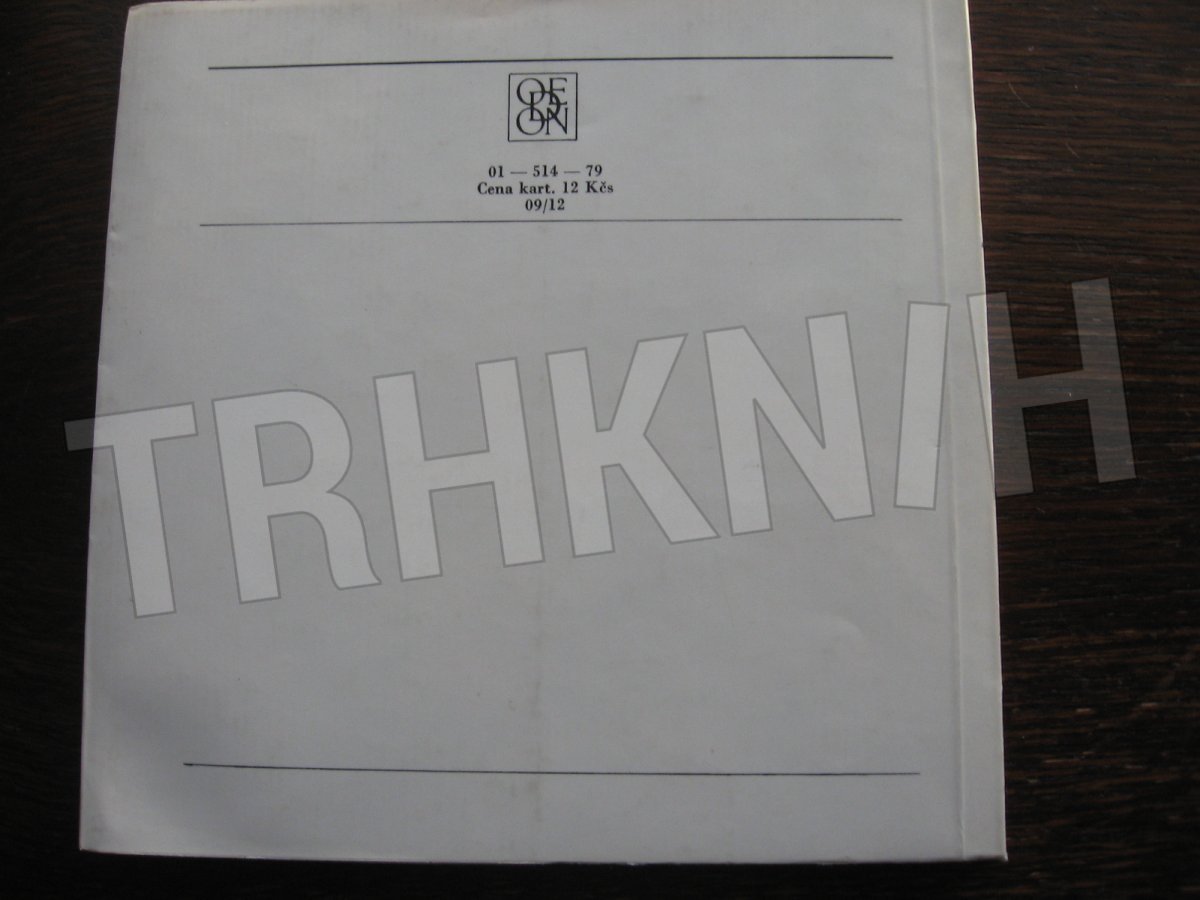 ODEON
01 — 514 — 79
Cena kart. 12 Kčs
09/12
TRHKNIH